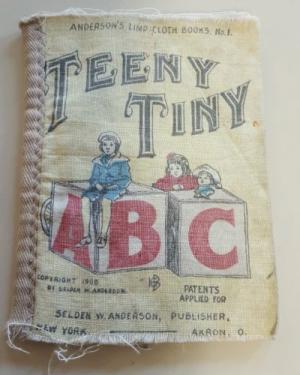 ANDERSON'S LIMP CLOTH BOOKS. No.1.
TEENY
TINY
ABC
COPYRIGHT 1908
BY SELDEN W. ANDERSON
PATENTS
APPLIED FOR
SELDEN W. ANDERSON, PUBLISHER,
NEW YORK AKRON, O.